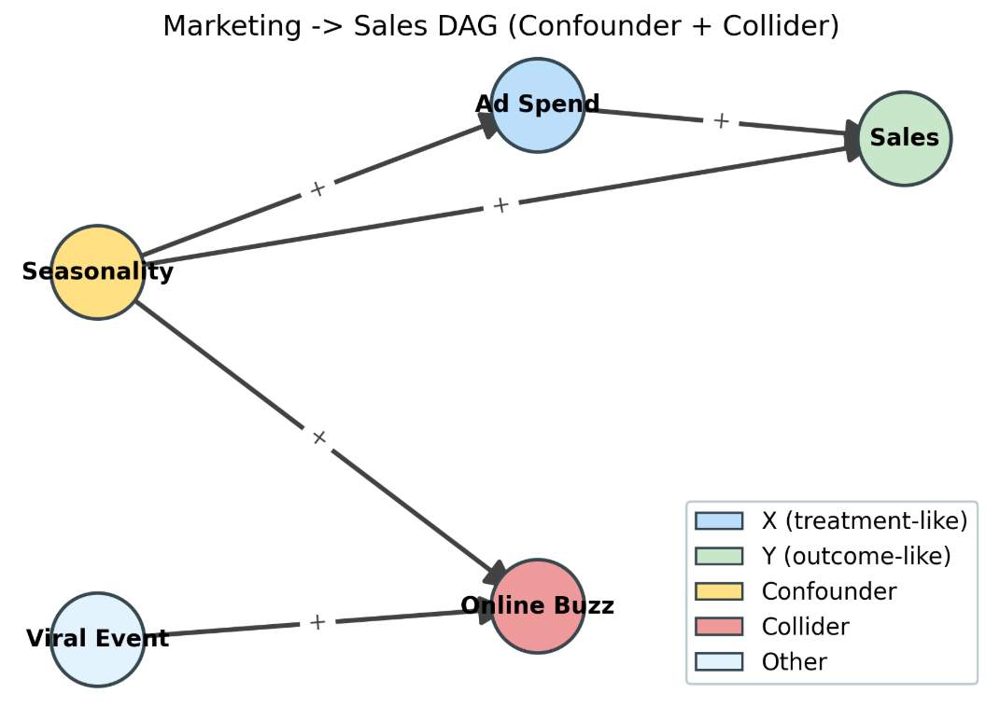 Marketing -> Sales DAG (Confounder + Collider)
Ad Spend
+
Sales
+
+
Seasonality
+
Online Buzz
+
Viral Event
X (treatment-like)
Y (outcome-like)
Confounder
Collider
Other